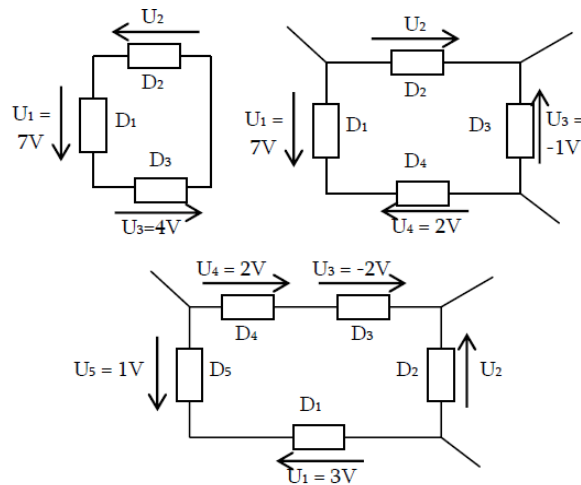 U₂
D₂
U₁ =
7V
D₁
D₃
U₃=4V
U₂
D₂
U₁ =
7V
D₁
D₃
U₃ =
-1V
D₄
U₄ = 2V
U₄ = 2V
U₃ = -2V
D₄
D₃
U₅ = 1V
D₅
D₂
U₂
D₁
U₁ = 3V